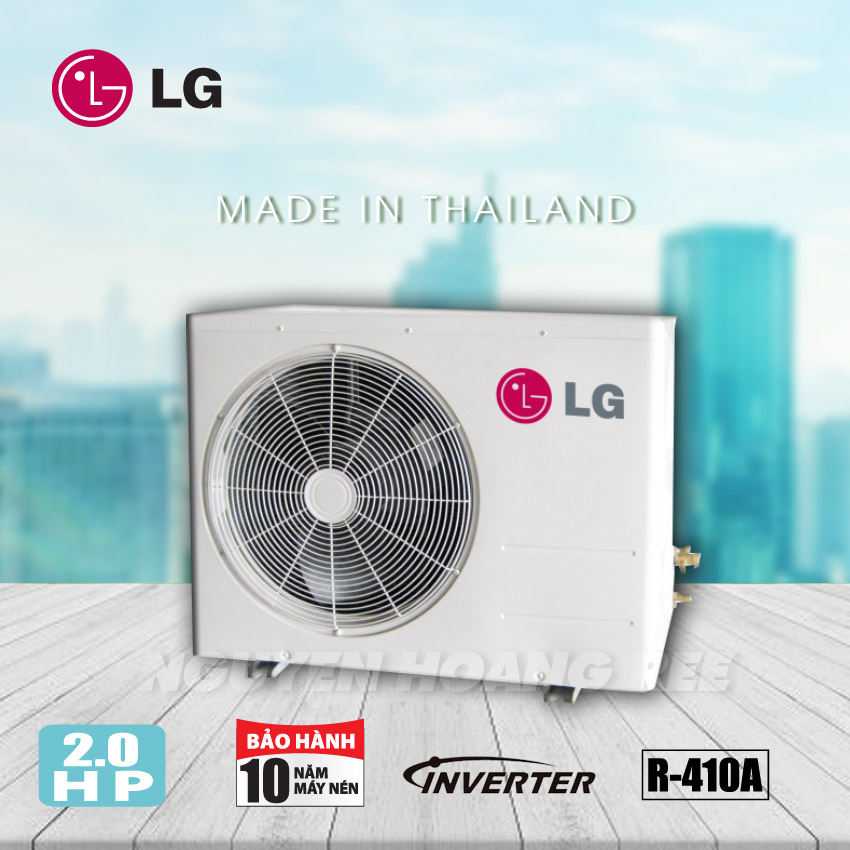 LG
MADE IN THAILAND
LG
NGUYEN HOANG REE
2.0
HP
BẢO HÀNH
10 NĂM
MÁY NÉN
INVERTER
R-410A